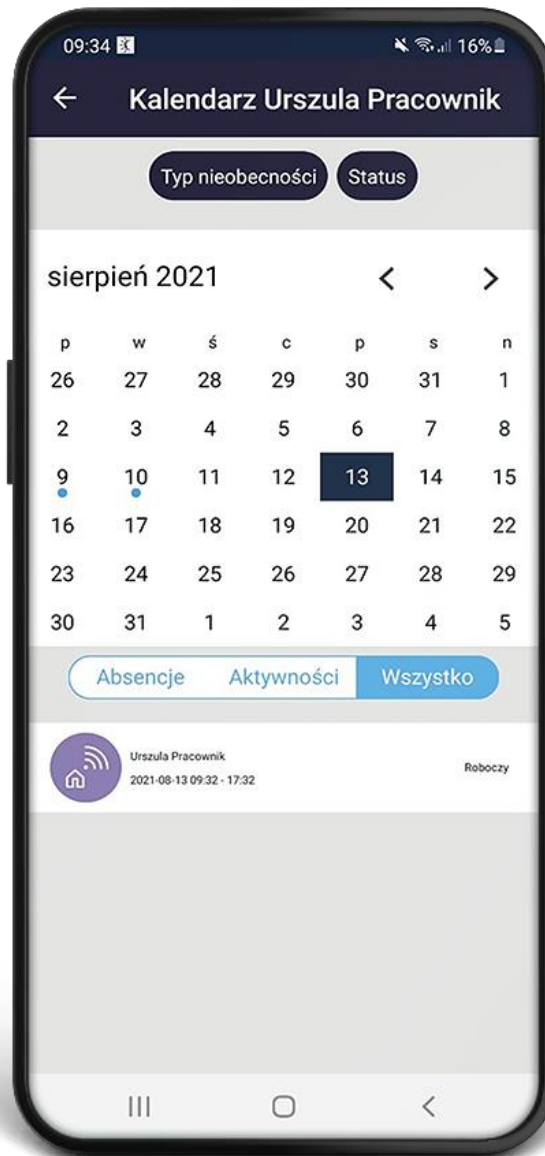 09:34 16%
Kalendarz Urszula Pracownik
Typ nieobecności Status
sierpień 2021
p w ś c p s n
26 27 28 29 30 31 1
2 3 4 5 6 7 8
9 10 11 12 13 14 15
16 17 18 19 20 21 22
23 24 25 26 27 28 29
30 31 1 2 3 4 5
Absencje Aktywności Wszystko
Urszula Pracownik
2021-08-13 09:32 - 17:32 Roboczy